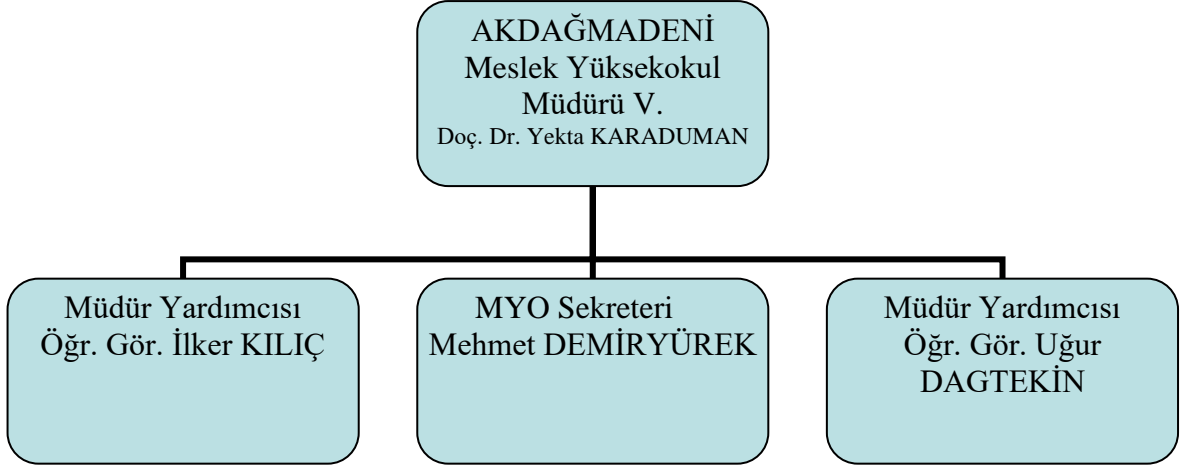 AKDAĞMADENİ
Meslek Yüksekokul
Müdürü V.
Doç. Dr. Yekta KARADUMAN
Müdür Yardımcısı
Öğr. Gör. İlker KILIÇ
MYO Sekreteri
Mehmet DEMİRYÜREK
Müdür Yardımcısı
Öğr. Gör. Uğur
DAGTEKİN